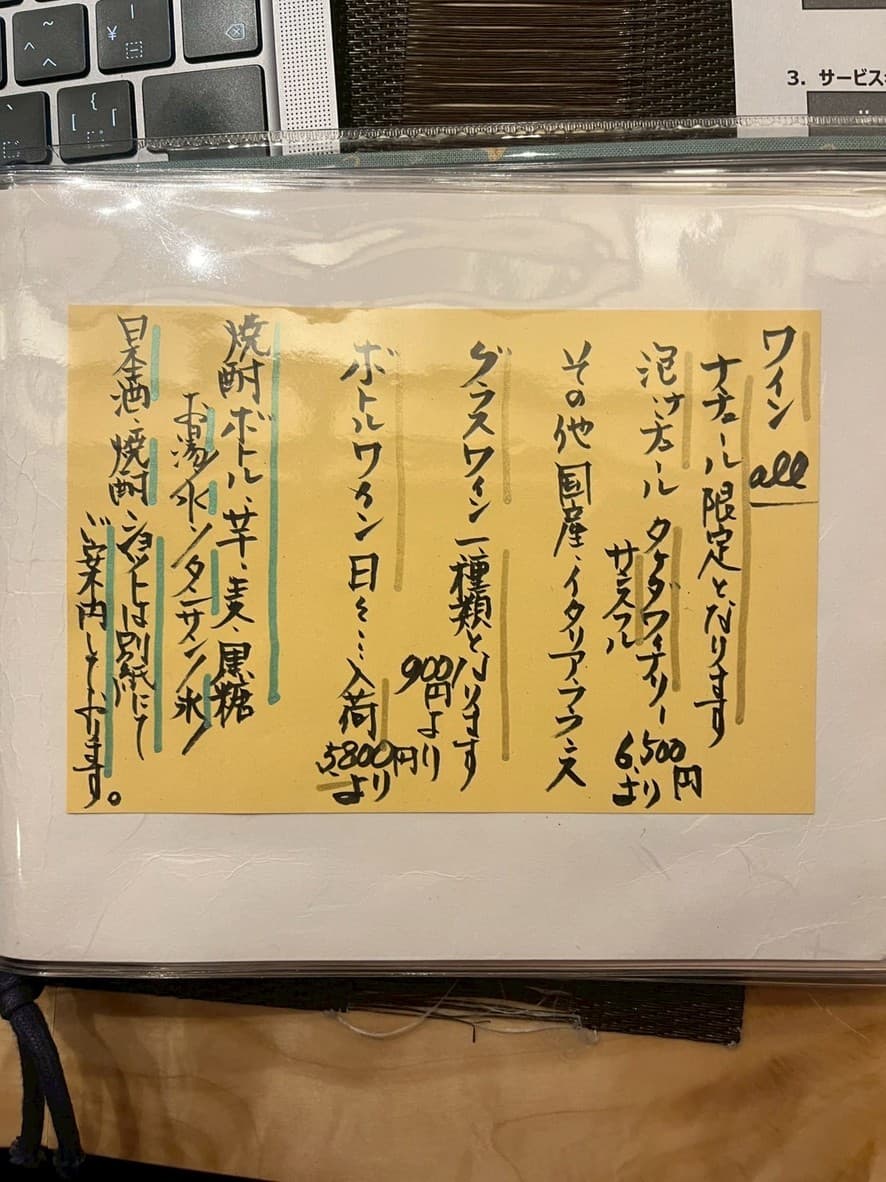 3. サービス
ワイン all
ナチュール限定となります
泡ナチュール タケダワイナリー
サンスフル
6,500円
より
その他 国産、イタリア、フランス
グラスワイン 一種類となります
900円より
ボトルワイン 日々… 入荷
5,800円
より
焼酎ボトル、芋、麦、黒糖
お湯/水/タンサン/氷/
日本酒、焼酎、ショットは別紙にて
ご案内しております。